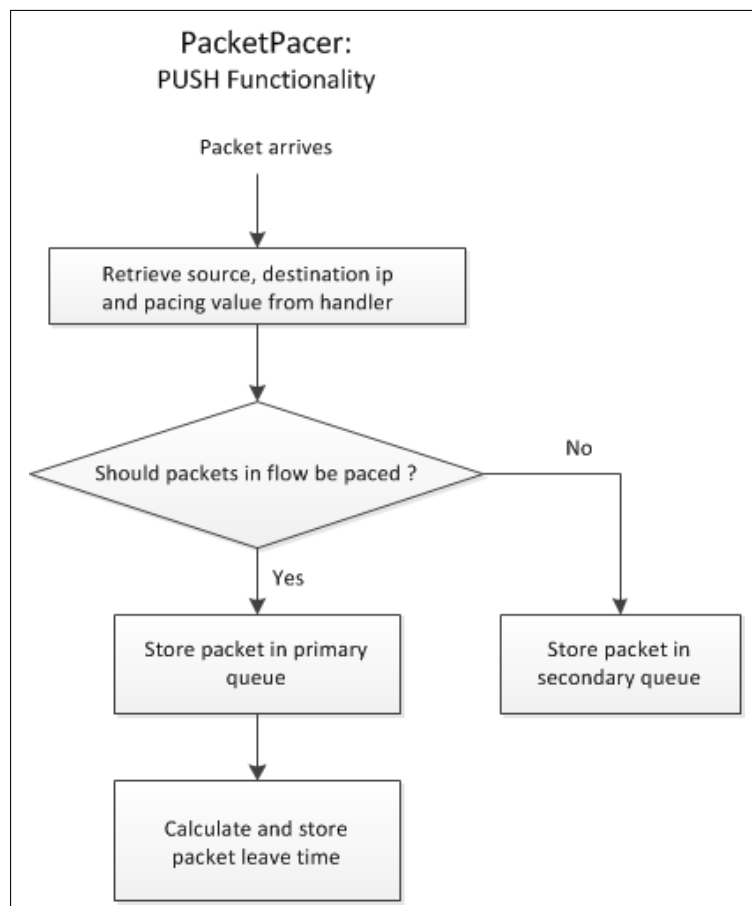 PacketPacer:
PUSH Functionality
Packet arrives
Retrieve source, destination ip
and pacing value from handler
Should packets in flow be paced ?
No
Yes
Store packet in primary
queue
Store packet in
secondary queue
Calculate and store
packet leave time